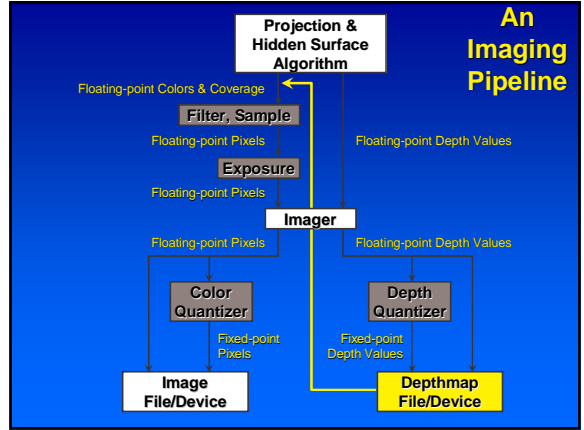 An
Imaging
Pipeline
Projection &
Hidden Surface
Algorithm
Floating-point Colors & Coverage
Filter, Sample
Floating-point Pixels
Floating-point Depth Values
Exposure
Floating-point Pixels
Imager
Floating-point Pixels
Floating-point Depth Values
Color
Quantizer
Depth
Quantizer
Fixed-point
Pixels
Fixed-point
Depth Values
Image
File/Device
Depthmap
File/Device